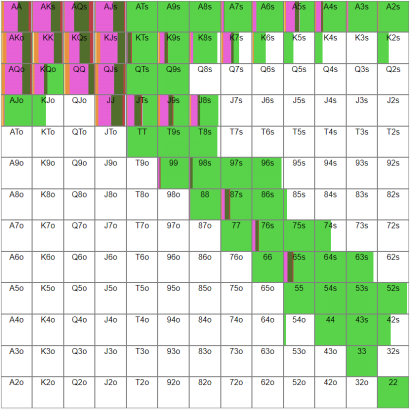 AA AKs AQs AJs ATs A9s A8s A7s A6s A5s A4s A3s A2s
AKo KK KQs KJs KTs K9s K8s K7s K6s K5s K4s K3s K2s
AQo KQo QQ QJs QTs Q9s Q8s Q7s Q6s Q5s Q4s Q3s Q2s
AJo KJo QJo JJ JTs J9s J8s J7s J6s J5s J4s J3s J2s
ATo KTo QTo JTo TT T9s T8s T7s T6s T5s T4s T3s T2s
A9o K9o Q9o J9o T9o 99 98s 97s 96s 95s 94s 93s 92s
A8o K8o Q8o J8o T8o 98o 88 87s 86s 85s 84s 83s 82s
A7o K7o Q7o J7o T7o 97o 87o 77 76s 75s 74s 73s 72s
A6o K6o Q6o J6o T6o 96o 86o 76o 66 65s 64s 63s 62s
A5o K5o Q5o J5o T5o 95o 85o 75o 65o 55 54s 53s 52s
A4o K4o Q4o J4o T4o 94o 84o 74o 64o 54o 44 43s 42s
A3o K3o Q3o J3o T3o 93o 83o 73o 63o 53o 43o 33 32s
A2o K2o Q2o J2o T2o 92o 82o 72o 62o 52o 42o 32o 22